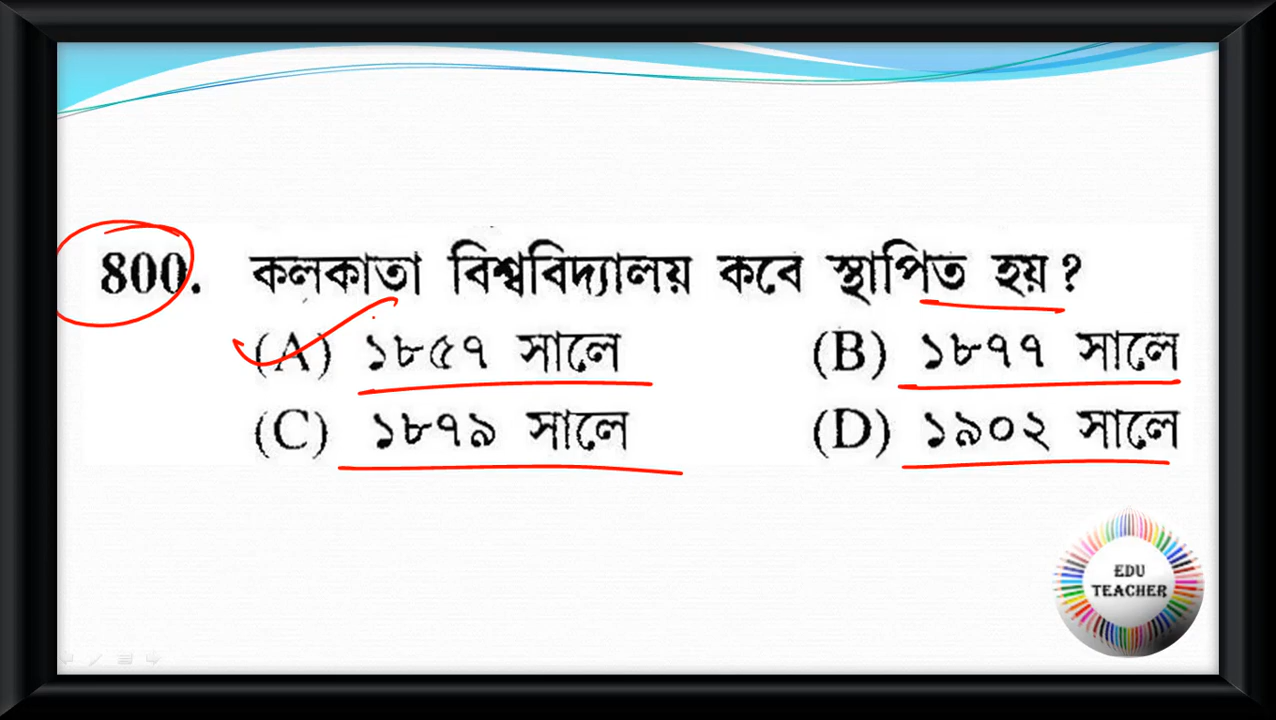 800. কলকাতা বিশ্ববিদ্যালয় কবে স্থাপিত হয় ?
(A) ১৮৫৭ সালে (B) ১৮৭৭ সালে
(C) ১৮৭৯ সালে (D) ১৯০২ সালে
EDU
TEACHER